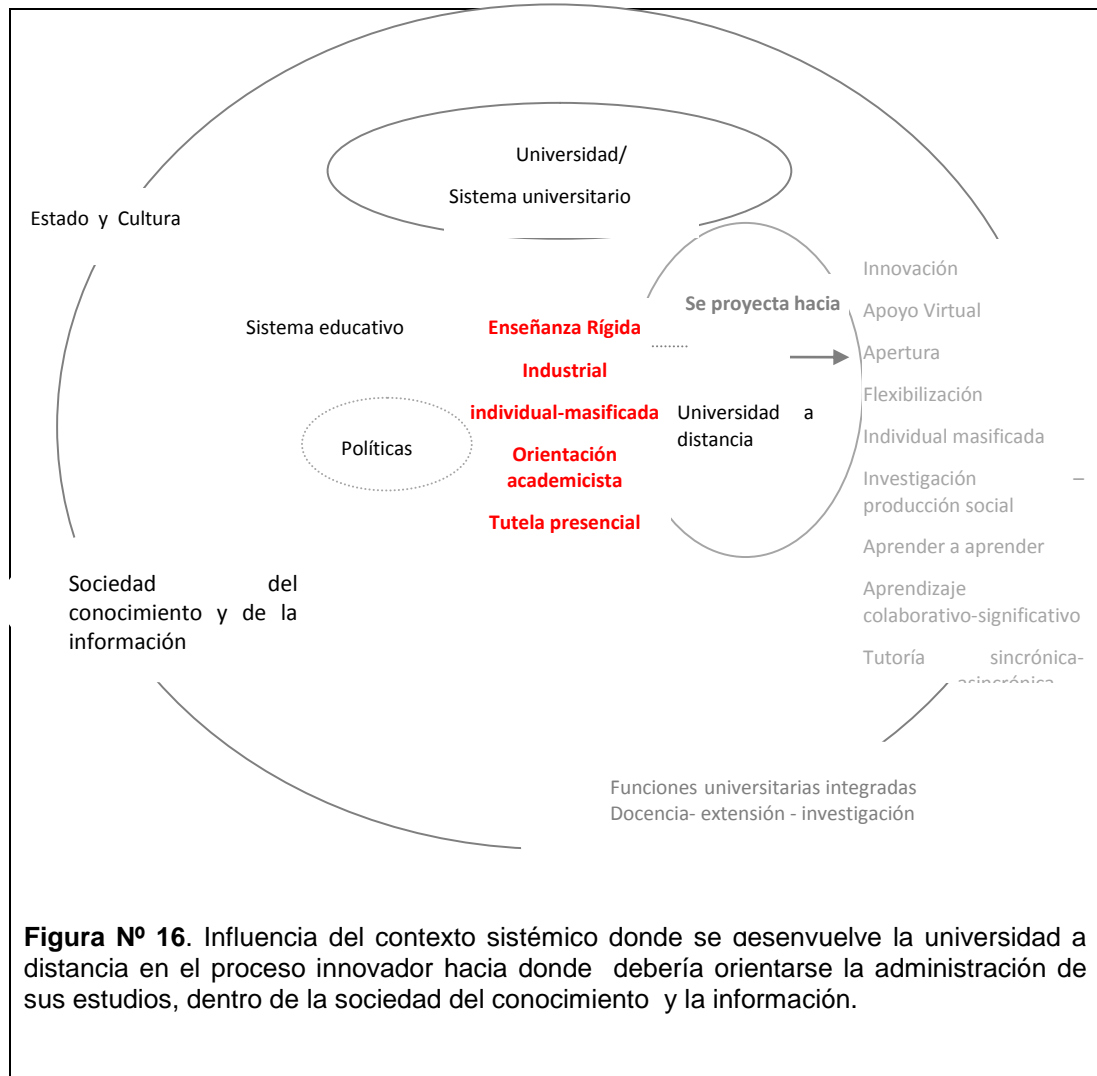 Universidad/
Sistema universitario
Estado y Cultura
Sistema educativo
Políticas
Sociedad del
conocimiento y de la
información
Enseñanza Rígida
Industrial
individual-masificada
Orientación
academicista
Tutela presencial
Se proyecta hacia
Universidad a
distancia
Innovación
Apoyo Virtual
Apertura
Flexibilización
Individual masificada
Investigación –
producción social
Aprender a aprender
Aprendizaje
colaborativo-significativo
Tutoría sincrónica-
asincrónica
Funciones universitarias integradas
Docencia- extensión - investigación
Figura Nº 16. Influencia del contexto sistémico donde se desenvuelve la universidad a
distancia en el proceso innovador hacia donde debería orientarse la administración de
sus estudios, dentro de la sociedad del conocimiento y la información.